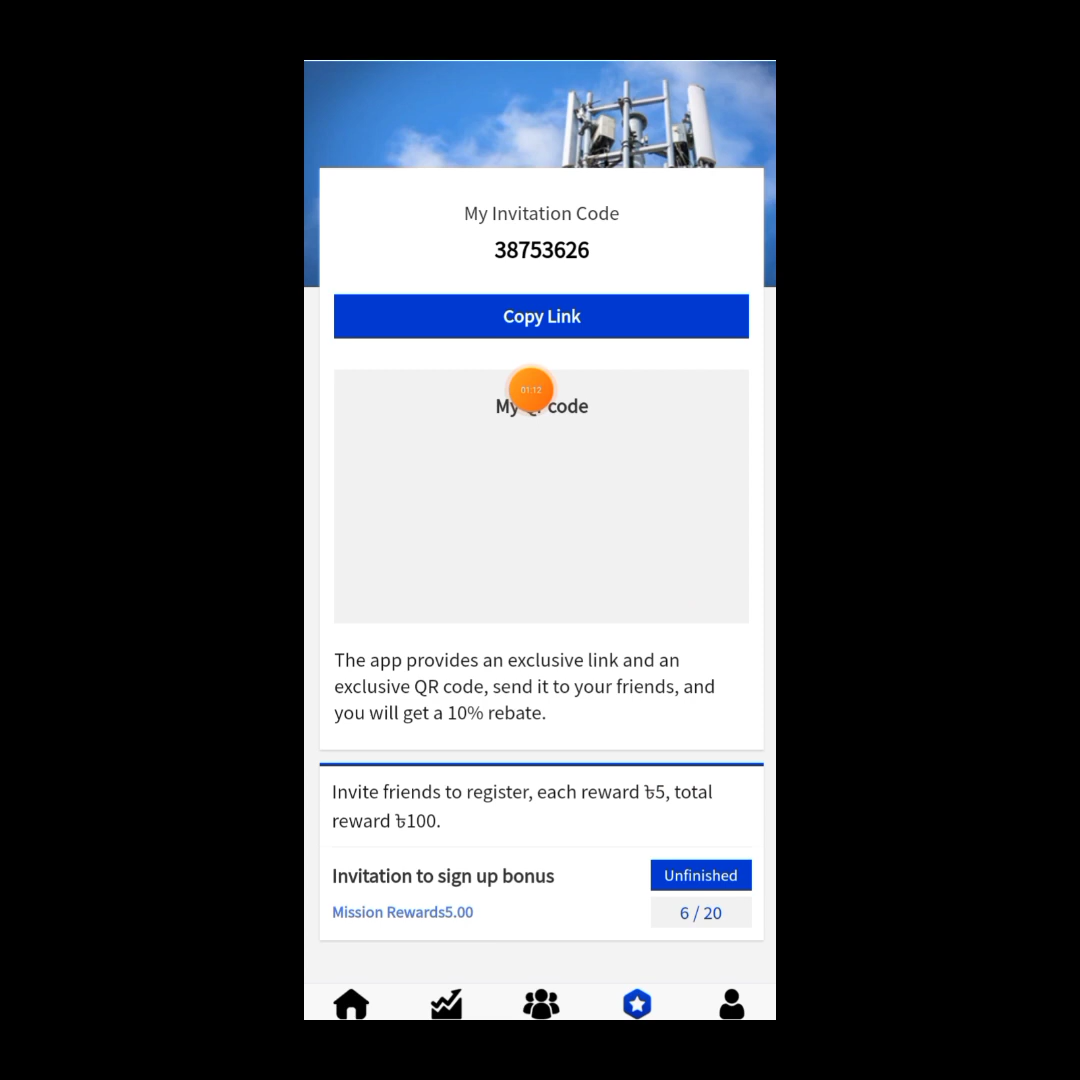 My Invitation Code
38753626
Copy Link
01:12
My code
The app provides an exclusive link and an
exclusive QR code, send it to your friends, and
you will get a 10% rebate.
Invite friends to register, each reward ৳5, total
reward ৳100.
Invitation to sign up bonus
Unfinished
Mission Rewards5.00
6 / 20